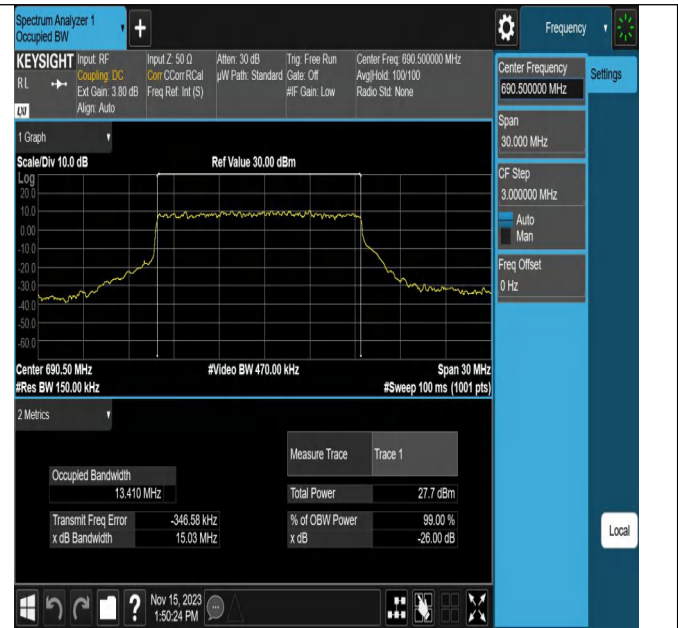 Spectrum Analyzer 1
Occupied BW
Frequency
KEYSIGHT
RL
LXI
Input: RF
Coupling: DC
Ext Gain: 3.80 dB
Align: Auto
Input Z: 50 Ω
Corr CCorr RCal
Freq Ref: Int (S)
Atten: 30 dB
µW Path: Standard
Trig: Free Run
Gate: Off
#IF Gain: Low
Center Freq: 690.500000 MHz
Avg|Hold: 100/100
Radio Std: None
Center Frequency
690.500000 MHz
Settings
Span
30.000 MHz
CF Step
3.000000 MHz
Auto
Man
Freq Offset
0 Hz
Local
1 Graph
Scale/Div 10.0 dB
Ref Value 30.00 dBm
Log
20.0
10.0
0.00
-10.0
-20.0
-30.0
-40.0
-50.0
-60.0
Center 690.50 MHz
#Video BW 470.00 kHz
Span 30 MHz
#Res BW 150.00 kHz
#Sweep 100 ms (1001 pts)
2 Metrics
Measure Trace
Trace 1
Occupied Bandwidth
13.410 MHz
Total Power
27.7 dBm
Transmit Freq Error
-346.58 kHz
% of OBW Power
99.00 %
x dB Bandwidth
15.03 MHz
x dB
-26.00 dB
Nov 15, 2023
1:50:24 PM